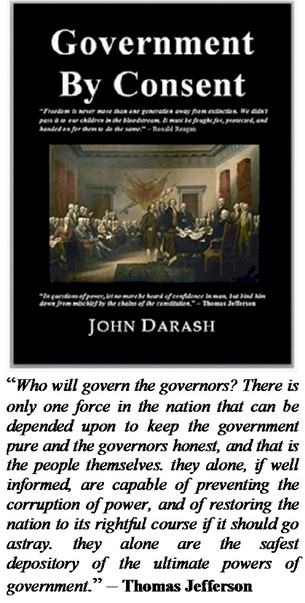 Government
By Consent
"Freedom is never more than one generation away from extinction. We didn't
pass it to our children in the bloodstream. It must be fought for, protected, and
handed on for them to do the same." – Ronald Reagan
"In questions of power, let no more be heard of confidence in man, but bind him
down from mischief by the chains of the constitution." – Thomas Jefferson
JOHN DARASH
“Who will govern the governors? There is
only one force in the nation that can be
depended upon to keep the government
pure and the governors honest, and that is
the people themselves. they alone, if well
informed, are capable of preventing the
corruption of power, and of restoring the
nation to its rightful course if it should go
astray. they alone are the safest
depository of the ultimate powers of
government.” – Thomas Jefferson